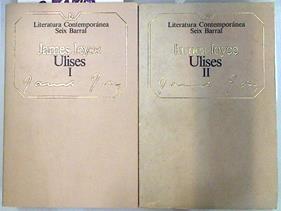 Literatura Contemporánea
Seix Barral
James Joyce
Ulises
I
Literatura Contemporánea
Seix Barral
James Joyce
Ulises
II